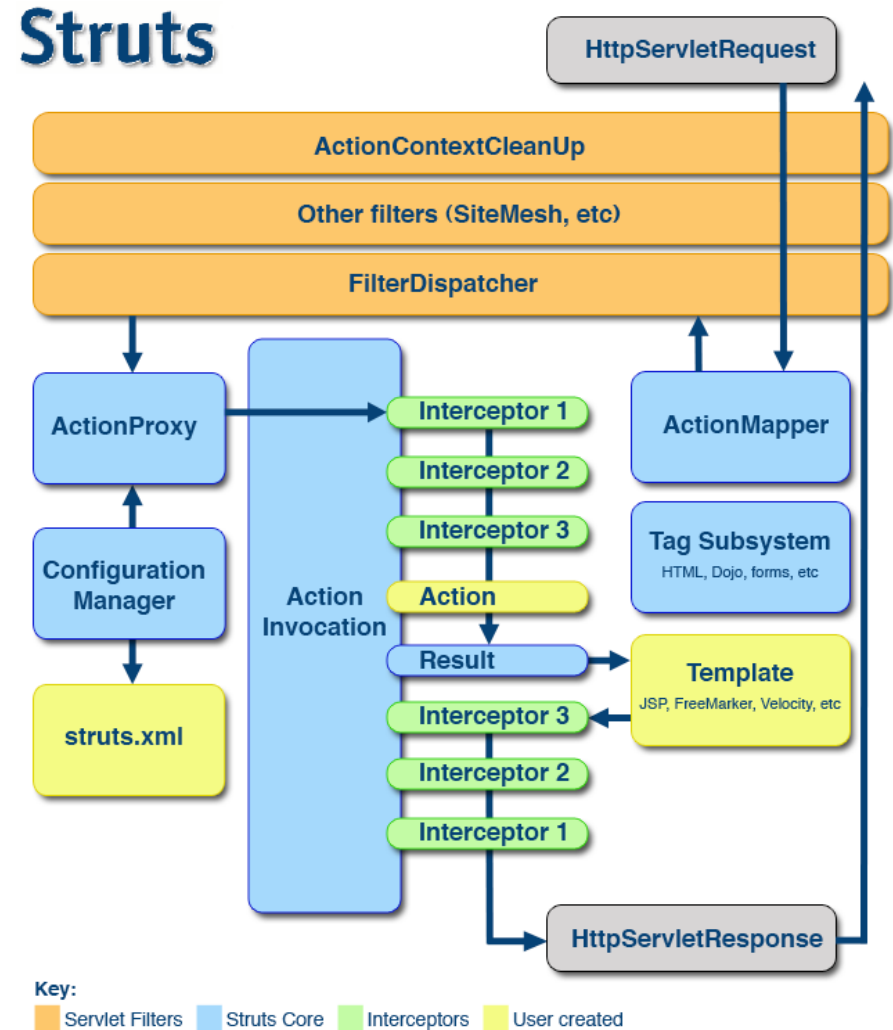 Struts
HttpServletRequest
ActionContextCleanUp
Other filters (SiteMesh, etc)
FilterDispatcher
ActionProxy
Configuration
Manager
struts.xml
Action
Invocation
Interceptor 1
Interceptor 2
Interceptor 3
Action
Result
Interceptor 3
Interceptor 2
Interceptor 1
ActionMapper
Tag Subsystem
HTML, Dojo, forms, etc
Template
JSP, FreeMarker, Velocity, etc
HttpServletResponse
Key:
Servlet Filters Struts Core Interceptors User created